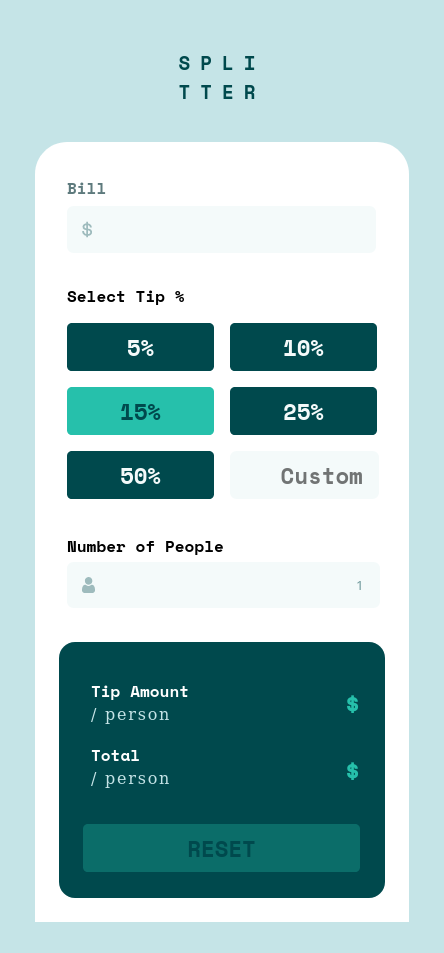 SPLI
TTER
Bill
$
Select Tip %
5% 10%
15% 25%
50% Custom
Number of People
1
Tip Amount
/ person $
Total
/ person $
RESET